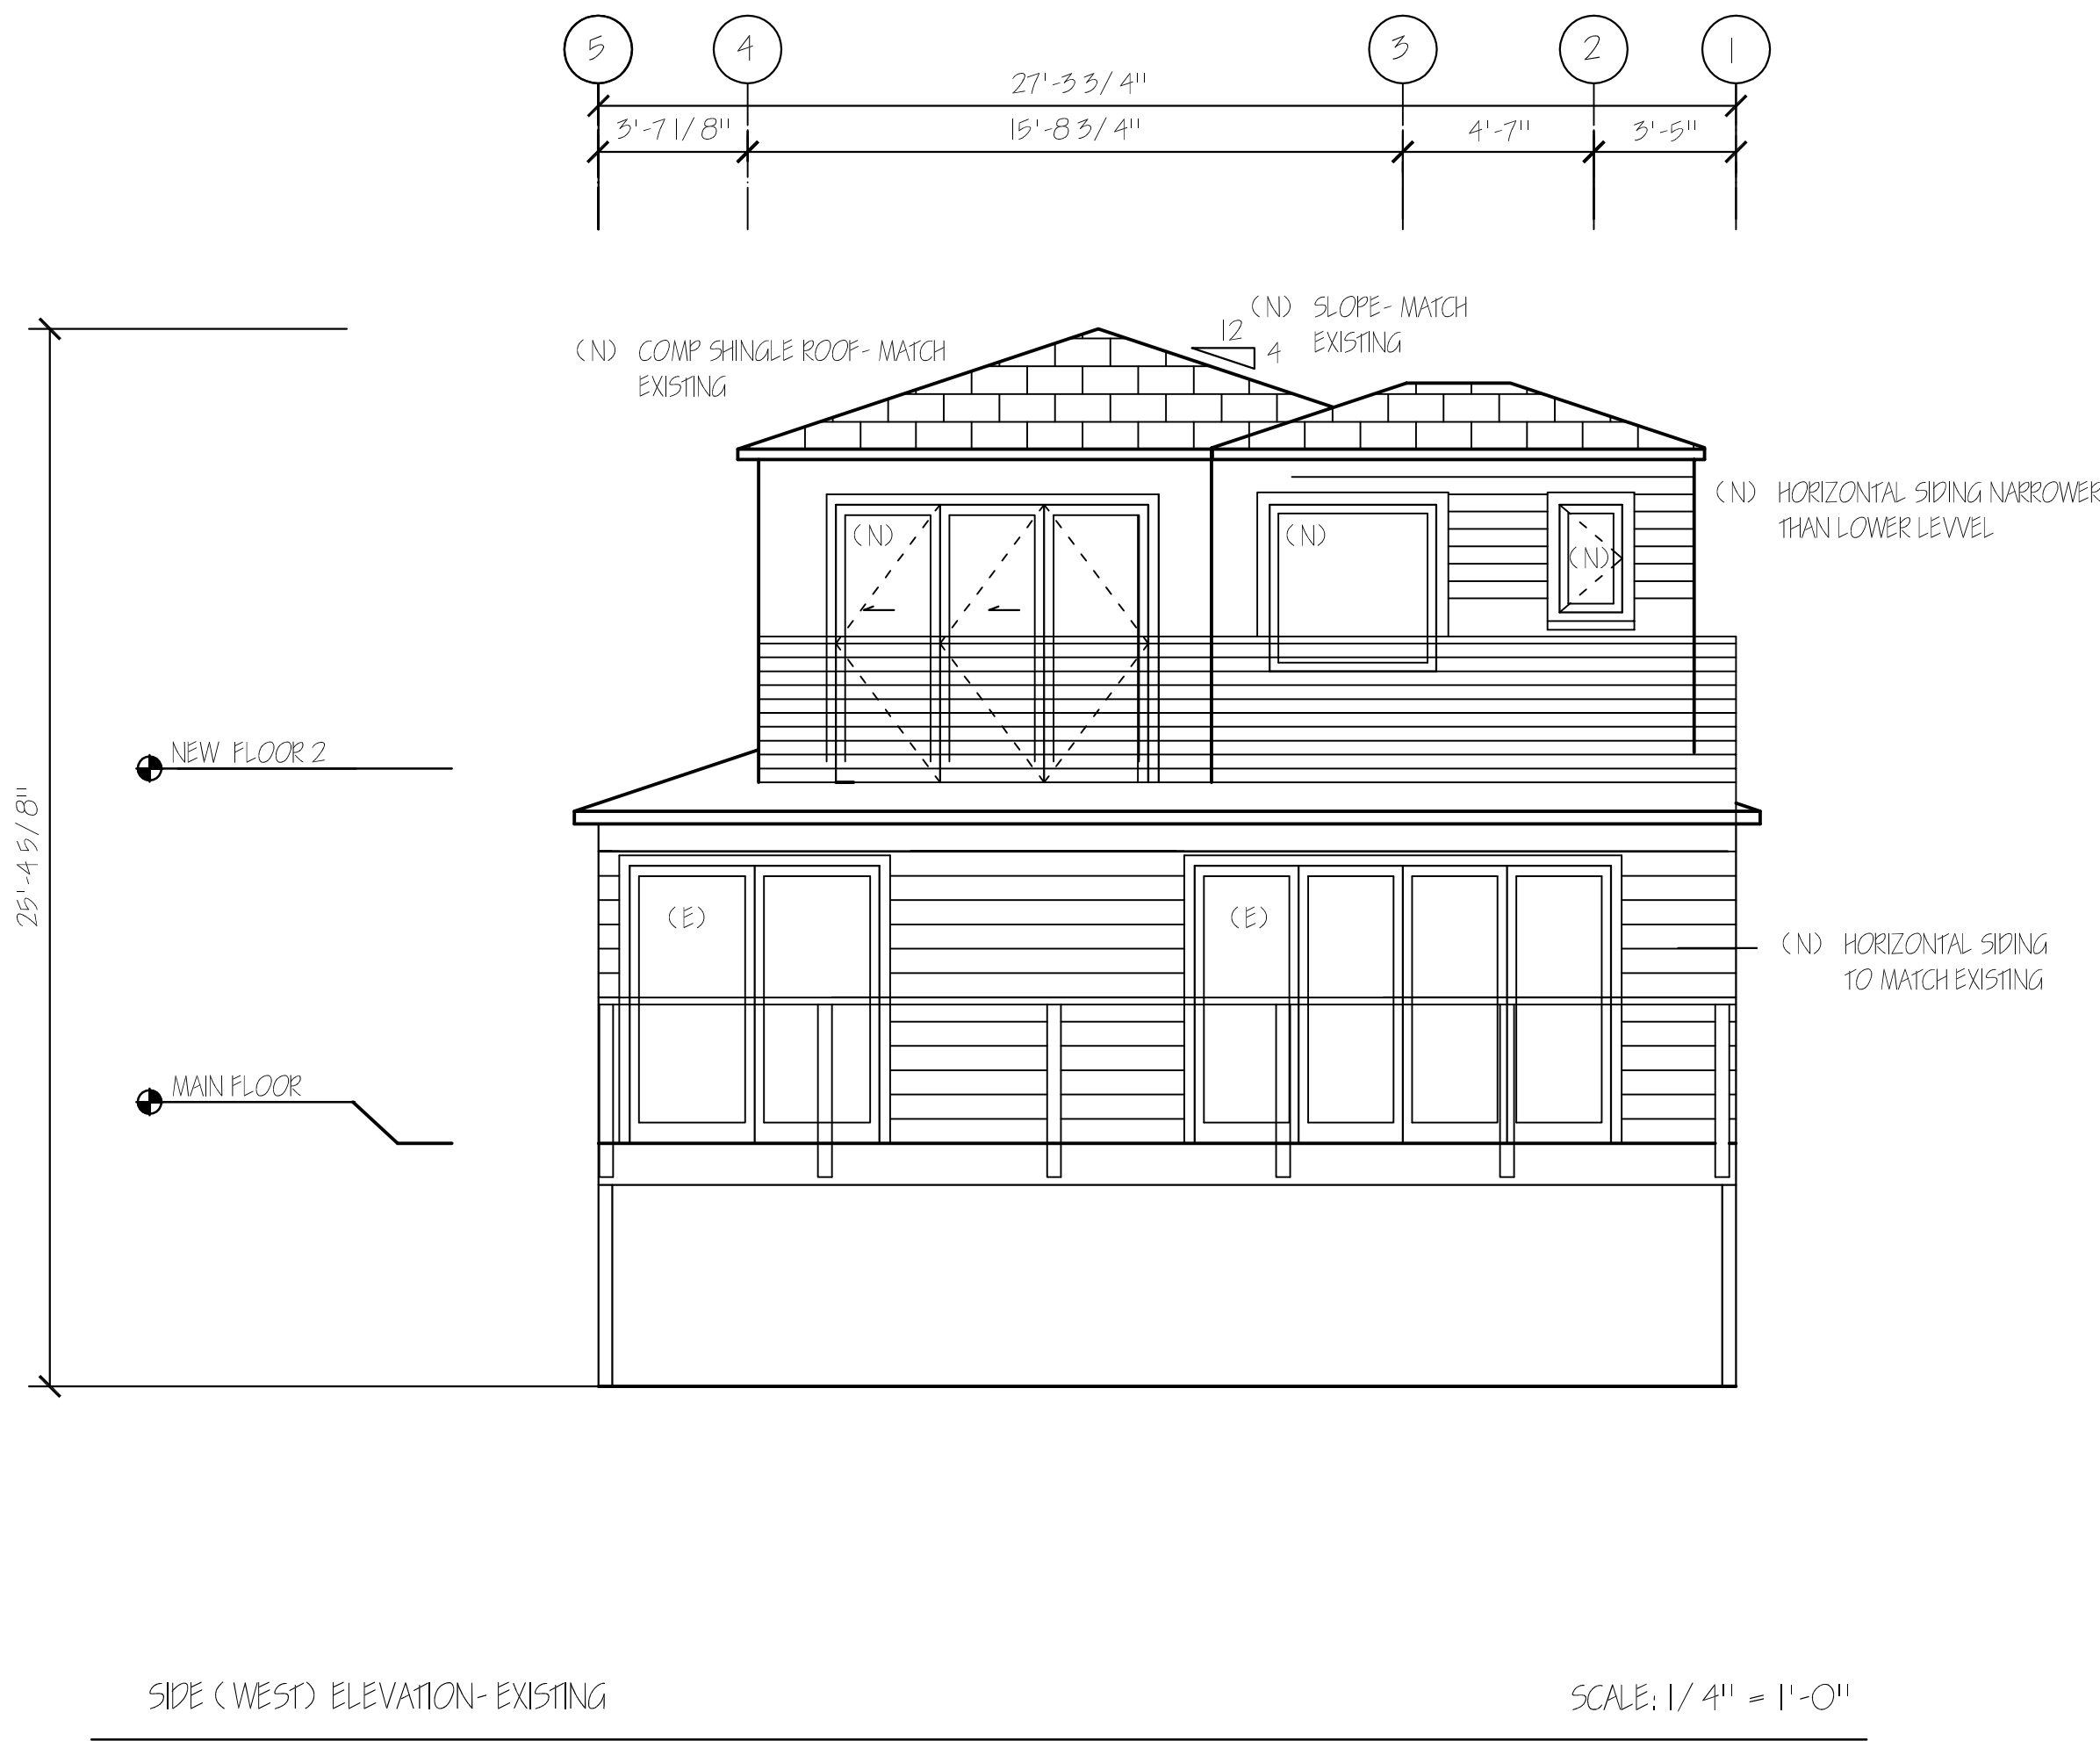 5 4 3 2 1
27'-3 3/4"
3'-7 1/8" 15'-8 3/4" 4'-7" 3'-5"
(N) SLOPE- MATCH
EXISTING
12
4
(N) COMP SHINGLE ROOF- MATCH
EXISTING
(N) HORIZONTAL SIDING NARROWER
THAN LOWER LEVVEL
(N) (N) (N)
NEW FLOOR 2
25'-4 5/8"
(E) (E)
(N) HORIZONTAL SIDING
TO MATCH EXISTING
MAIN FLOOR
SIDE (WEST) ELEVATION- EXISTING
SCALE: 1/4" = 1'-0"